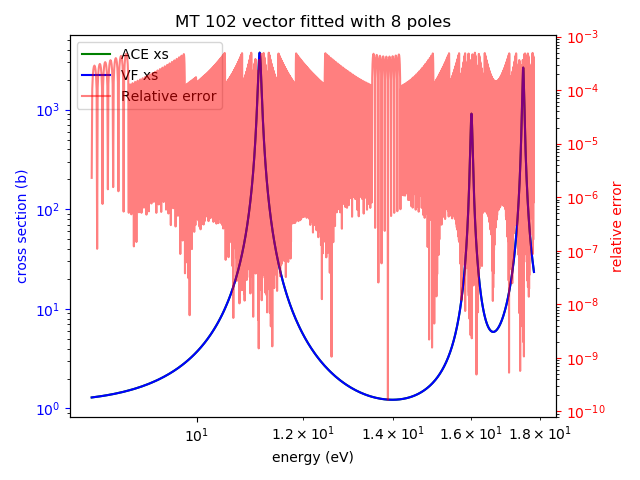 MT 102 vector fitted with 8 poles
ACE xs
VF xs
Relative error
cross section (b)
10³
10²
10¹
10⁰
10⁻³
10⁻⁴
10⁻⁵
10⁻⁶
10⁻⁷
10⁻⁸
10⁻⁹
10⁻¹⁰
relative error
10¹ 1.2 × 10¹ 1.4 × 10¹ 1.6 × 10¹ 1.8 × 10¹
energy (eV)